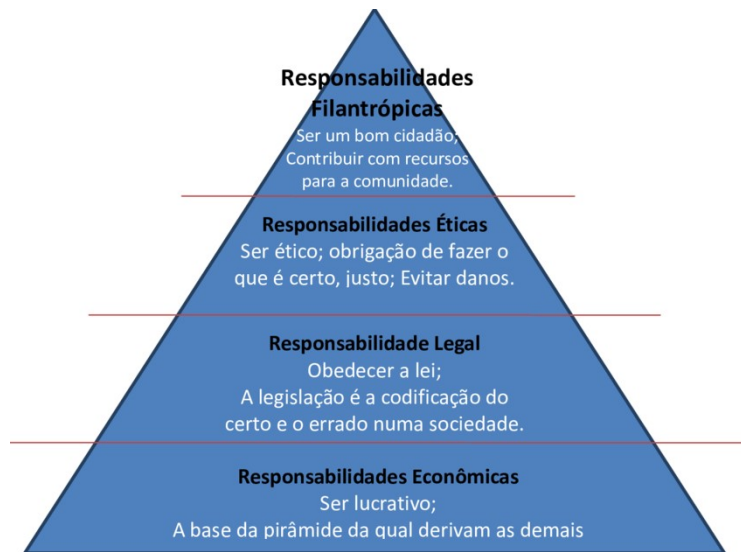 Responsabilidades
Filantrópicas
Ser um bom cidadão;
Contribuir com recursos
para a comunidade.
Responsabilidades Éticas
Ser ético; obrigação de fazer o
que é certo, justo; Evitar danos.
Responsabilidade Legal
Obedecer a lei;
A legislação é a codificação do
certo e o errado numa sociedade.
Responsabilidades Econômicas
Ser lucrativo;
A base da pirâmide da qual derivam as demais